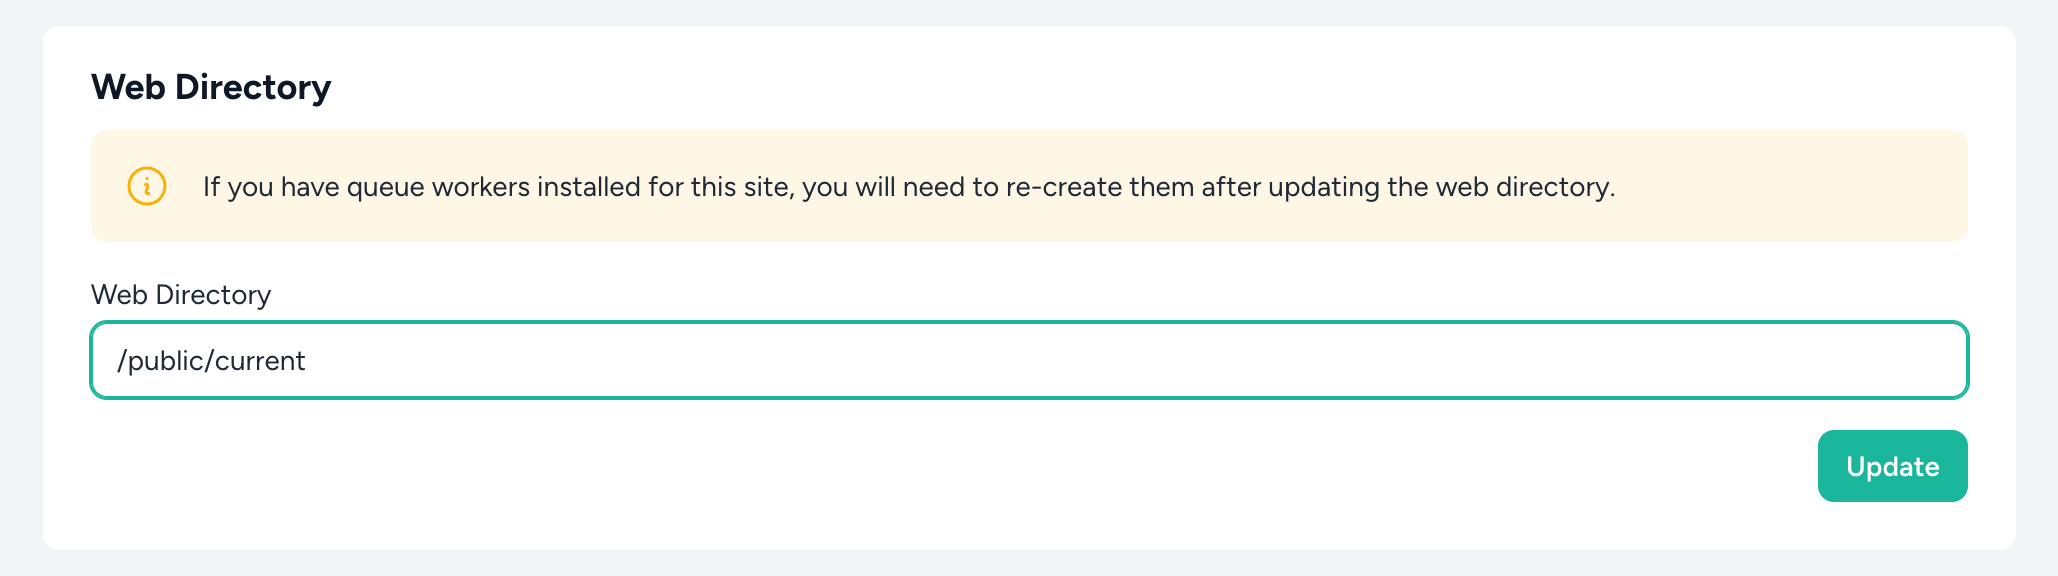 Web Directory
If you have queue workers installed for this site, you will need to re-create them after updating the web directory.
Web Directory
/public/current
Update